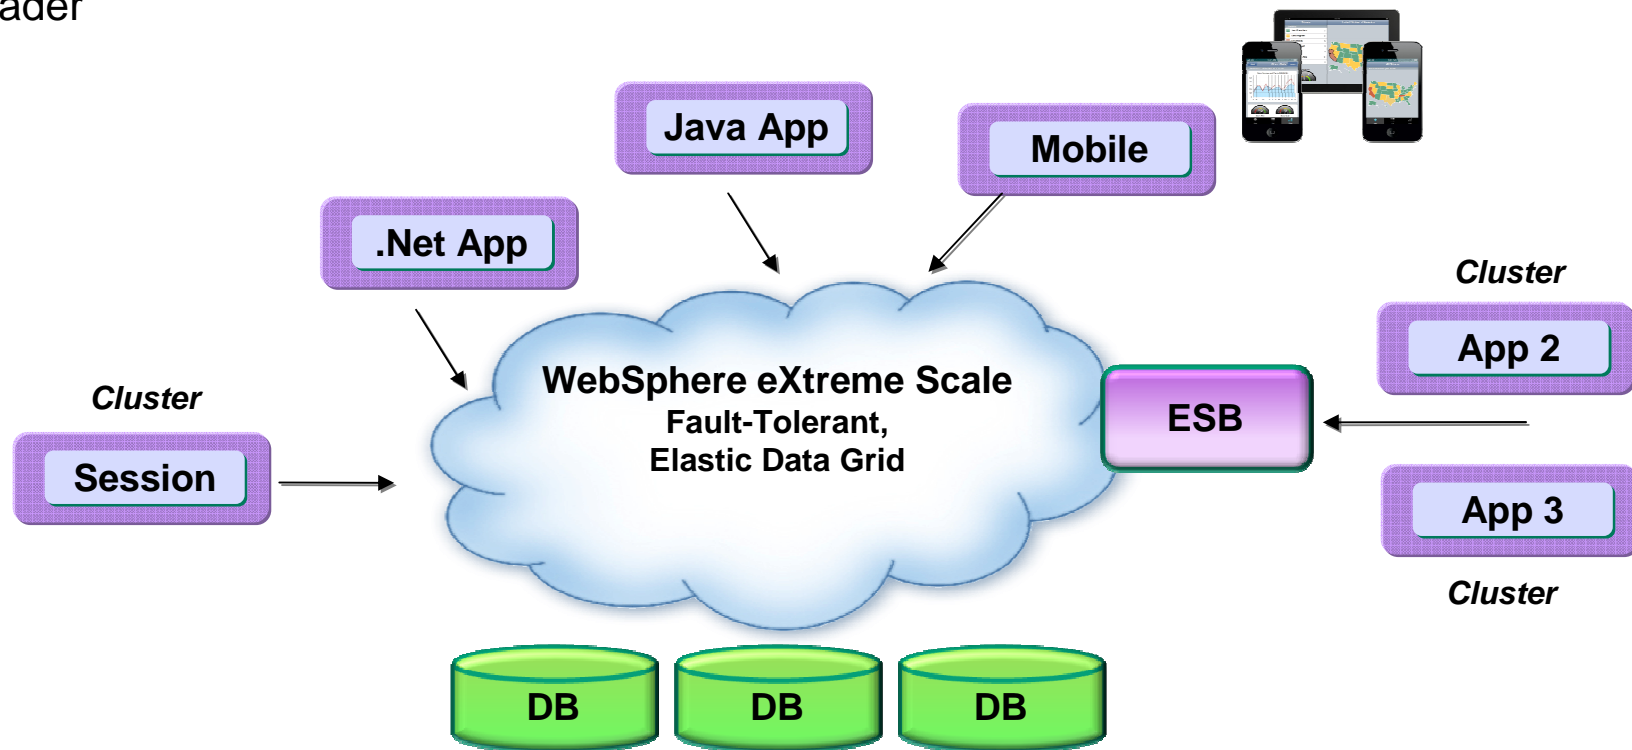 ader
Java App
Mobile
.Net App
Cluster
App 2
WebSphere eXtreme Scale
Fault-Tolerant,
Elastic Data Grid
ESB
Cluster
Session
App 3
Cluster
DB
DB
DB